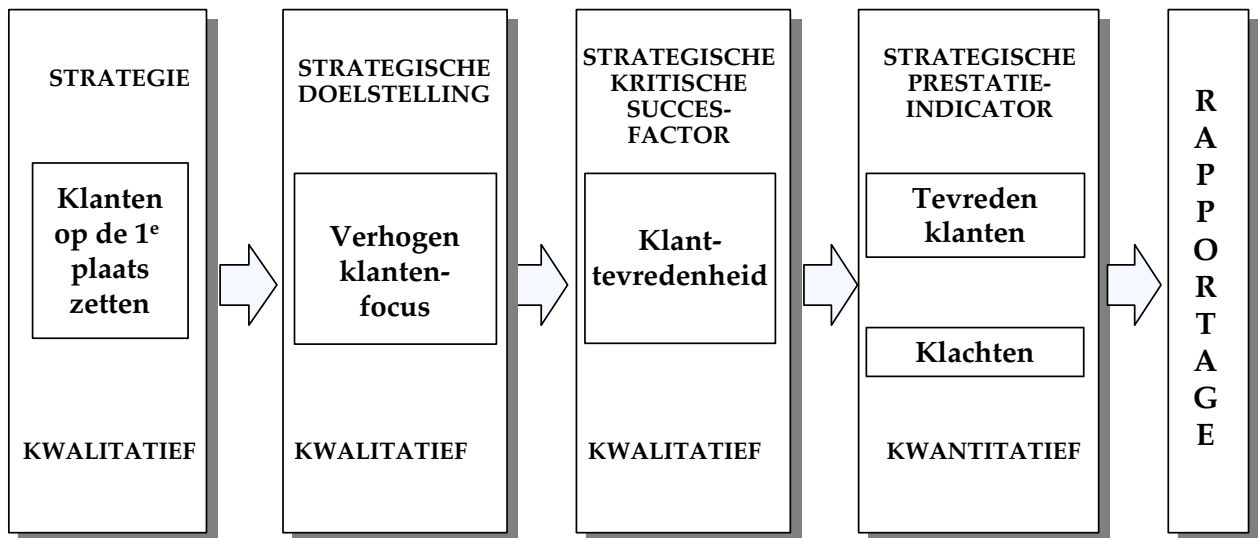 STRATEGIE
Klanten
op de 1e
plaats
zetten
KWALITATIEF
STRATEGISCHE
DOELSTELLING
Verhogen
klanten-
focus
KWALITATIEF
STRATEGISCHE
KRITISCHE
SUCCES-
FACTOR
Klant-
tevredenheid
KWALITATIEF
STRATEGISCHE
PRESTATIE-
INDICATOR
Tevreden
klanten
Klachten
KWANTITATIEF
R
A
P
P
O
R
T
A
G
E